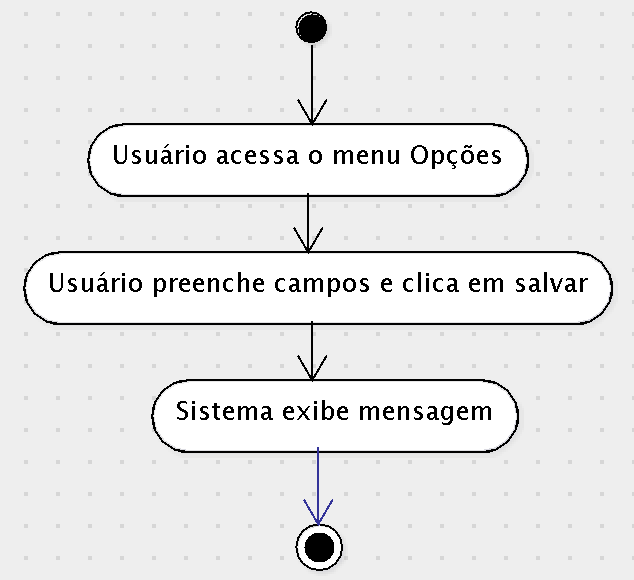 Usuário acessa o menu Opções
Usuário preenche campos e clica em salvar
Sistema exibe mensagem